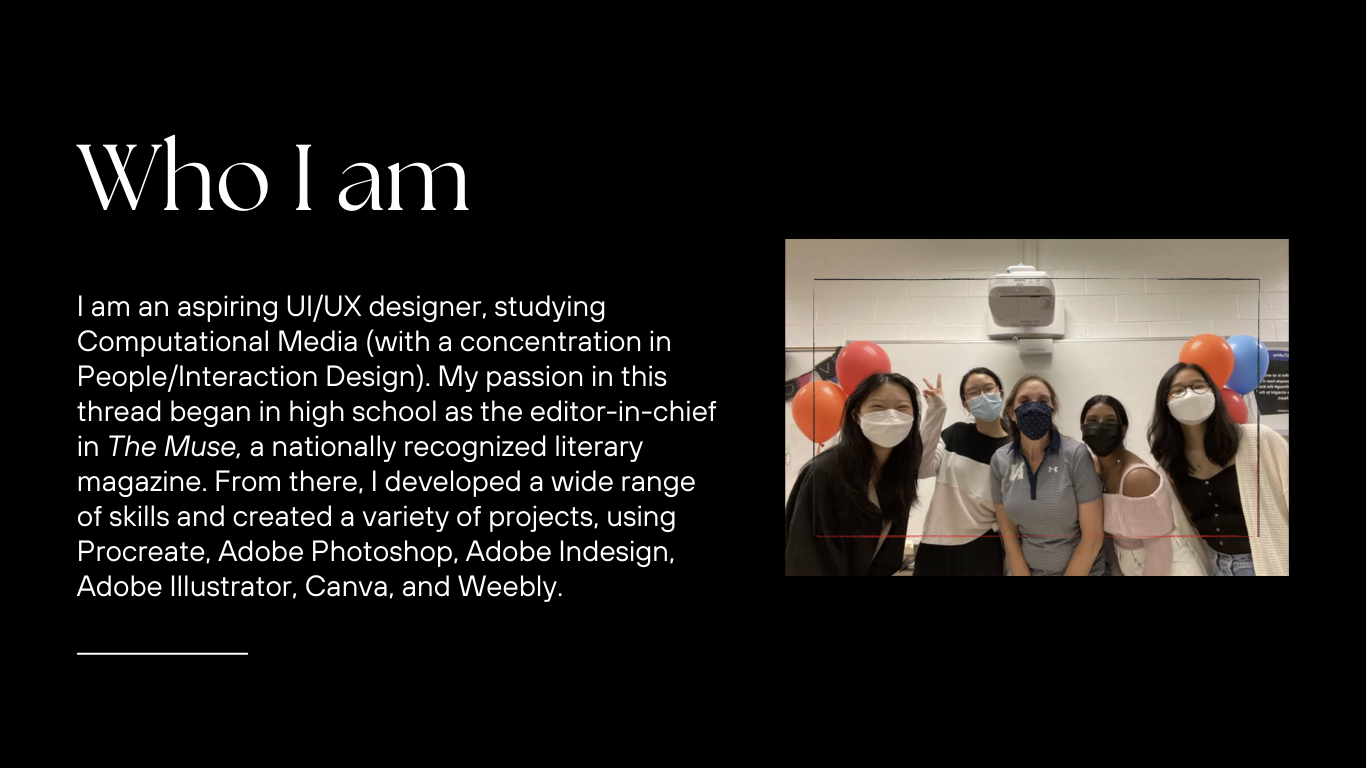 Who I am
I am an aspiring UI/UX designer, studying
Computational Media (with a concentration in
People/Interaction Design). My passion in this
thread began in high school as the editor-in-chief
in The Muse, a nationally recognized literary
magazine. From there, I developed a wide range
of skills and created a variety of projects, using
Procreate, Adobe Photoshop, Adobe Indesign,
Adobe Illustrator, Canva, and Weebly.